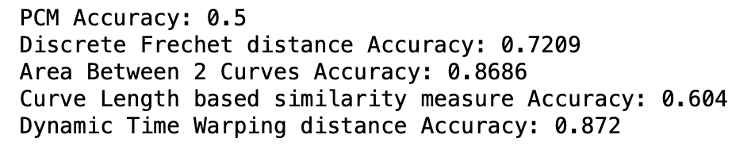 PCM Accuracy: 0.5
Discrete Frechet distance Accuracy: 0.7209
Area Between 2 Curves Accuracy: 0.8686
Curve Length based similarity measure Accuracy: 0.604
Dynamic Time Warping distance Accuracy: 0.872